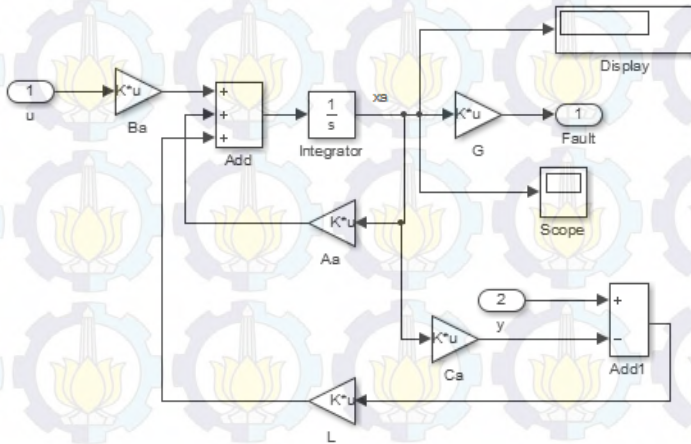 Display
1
u
K*u
Ba
+
+
+
Add
1
s
Integrator
xa
K*u
G
1
Fault
Scope
K*u
Aa
K*u
Ca
2
y
+
−
Add1
K*u
L